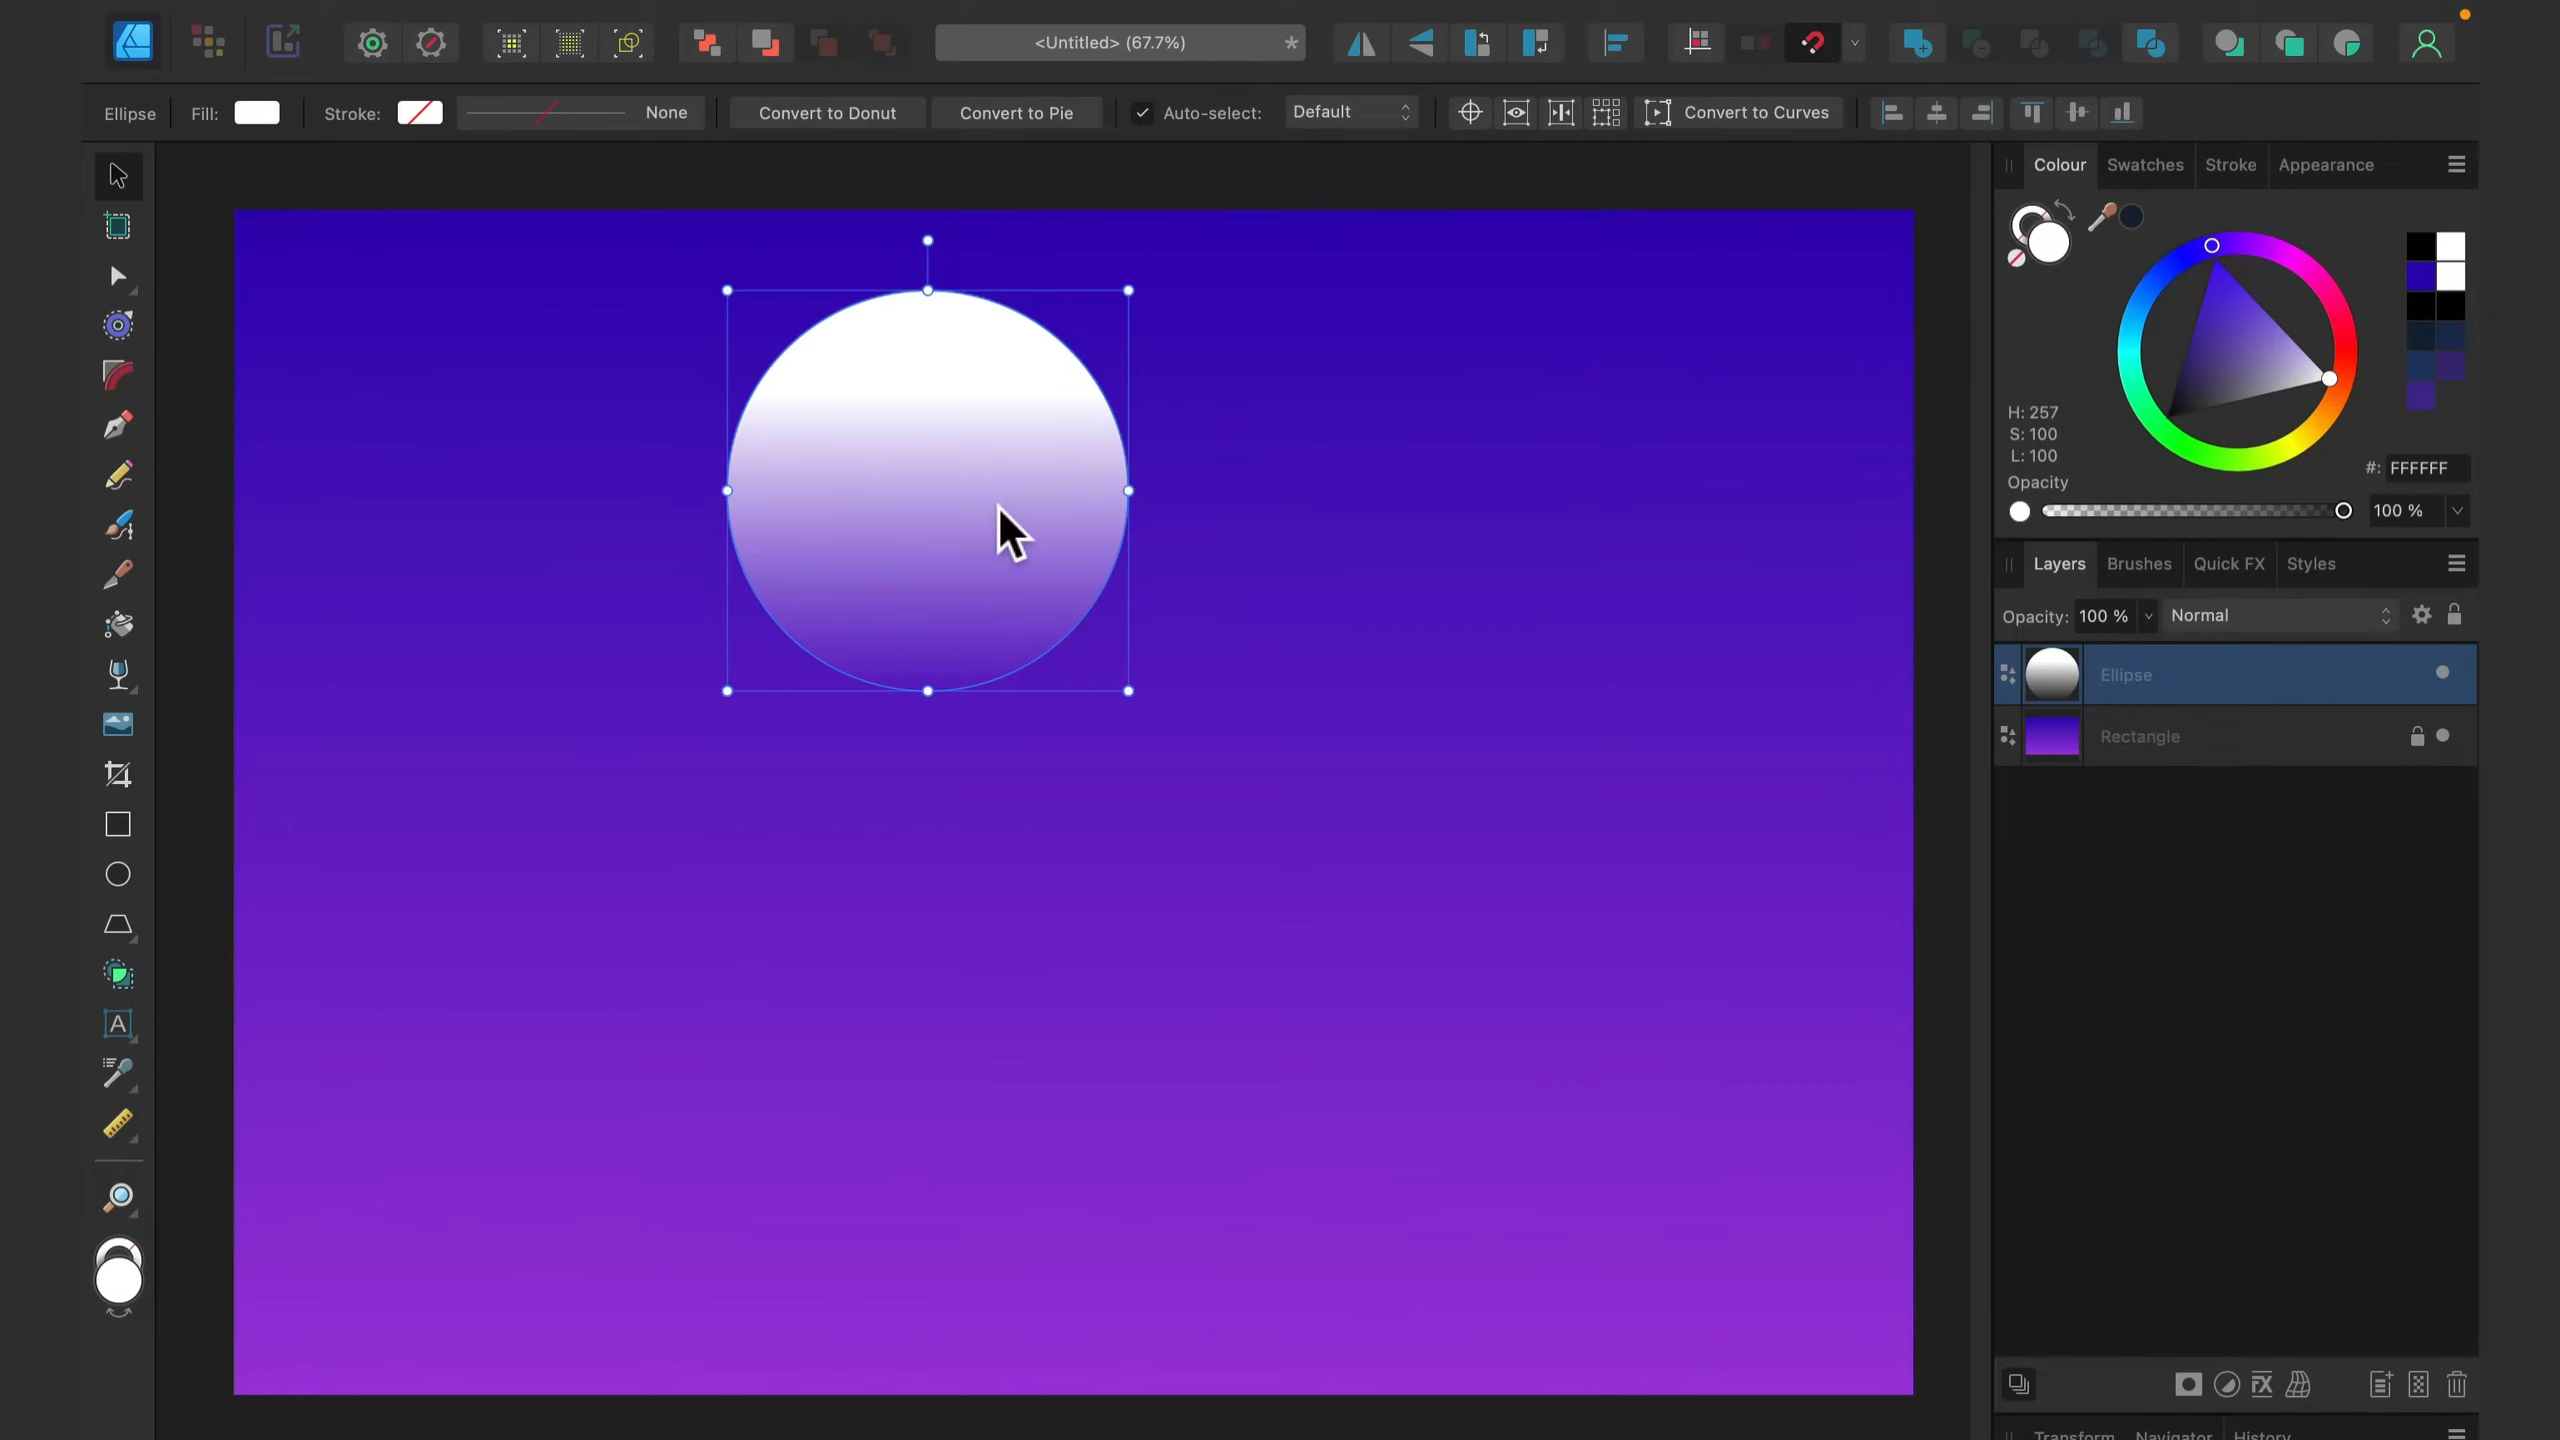 <Untitled> (67.7%)
*
Ellipse
Fill:
Stroke:
None
Convert to Donut
Convert to Pie
Auto-select:
Default
Convert to Curves
Colour
Swatches
Stroke
Appearance
H: 257
S: 100
L: 100
#: FFFFFF
Opacity
100 %
Layers
Brushes
Quick FX
Styles
Opacity: 100 %
Normal
Ellipse
Rectangle
A
FX
Transform
Navigator
History